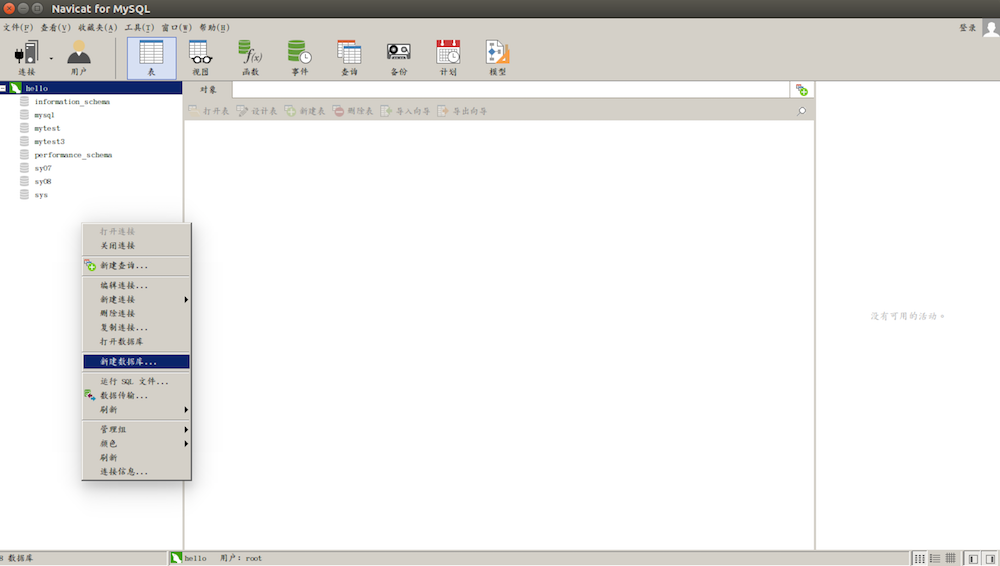 Navicat for MySQL
文件(F) 查看(V) 收藏夹(A) 工具(T) 窗口(W) 帮助(H)
登录
连接 用户 表 视图 函数 事件 查询 备份 计划 模型
hello
information_schema
mysql
mytest
mytest3
performance_schema
sy07
sy08
sys
对象
打开表 设计表 新建表 删除表 导入向导 导出向导
打开连接
关闭连接
新建查询...
编辑连接...
新建连接
删除连接
复制连接...
打开数据库
新建数据库...
运行 SQL 文件...
数据传输...
刷新
管理组
颜色
刷新
连接信息...
没有可用的活动。
8 数据库
hello 用户: root